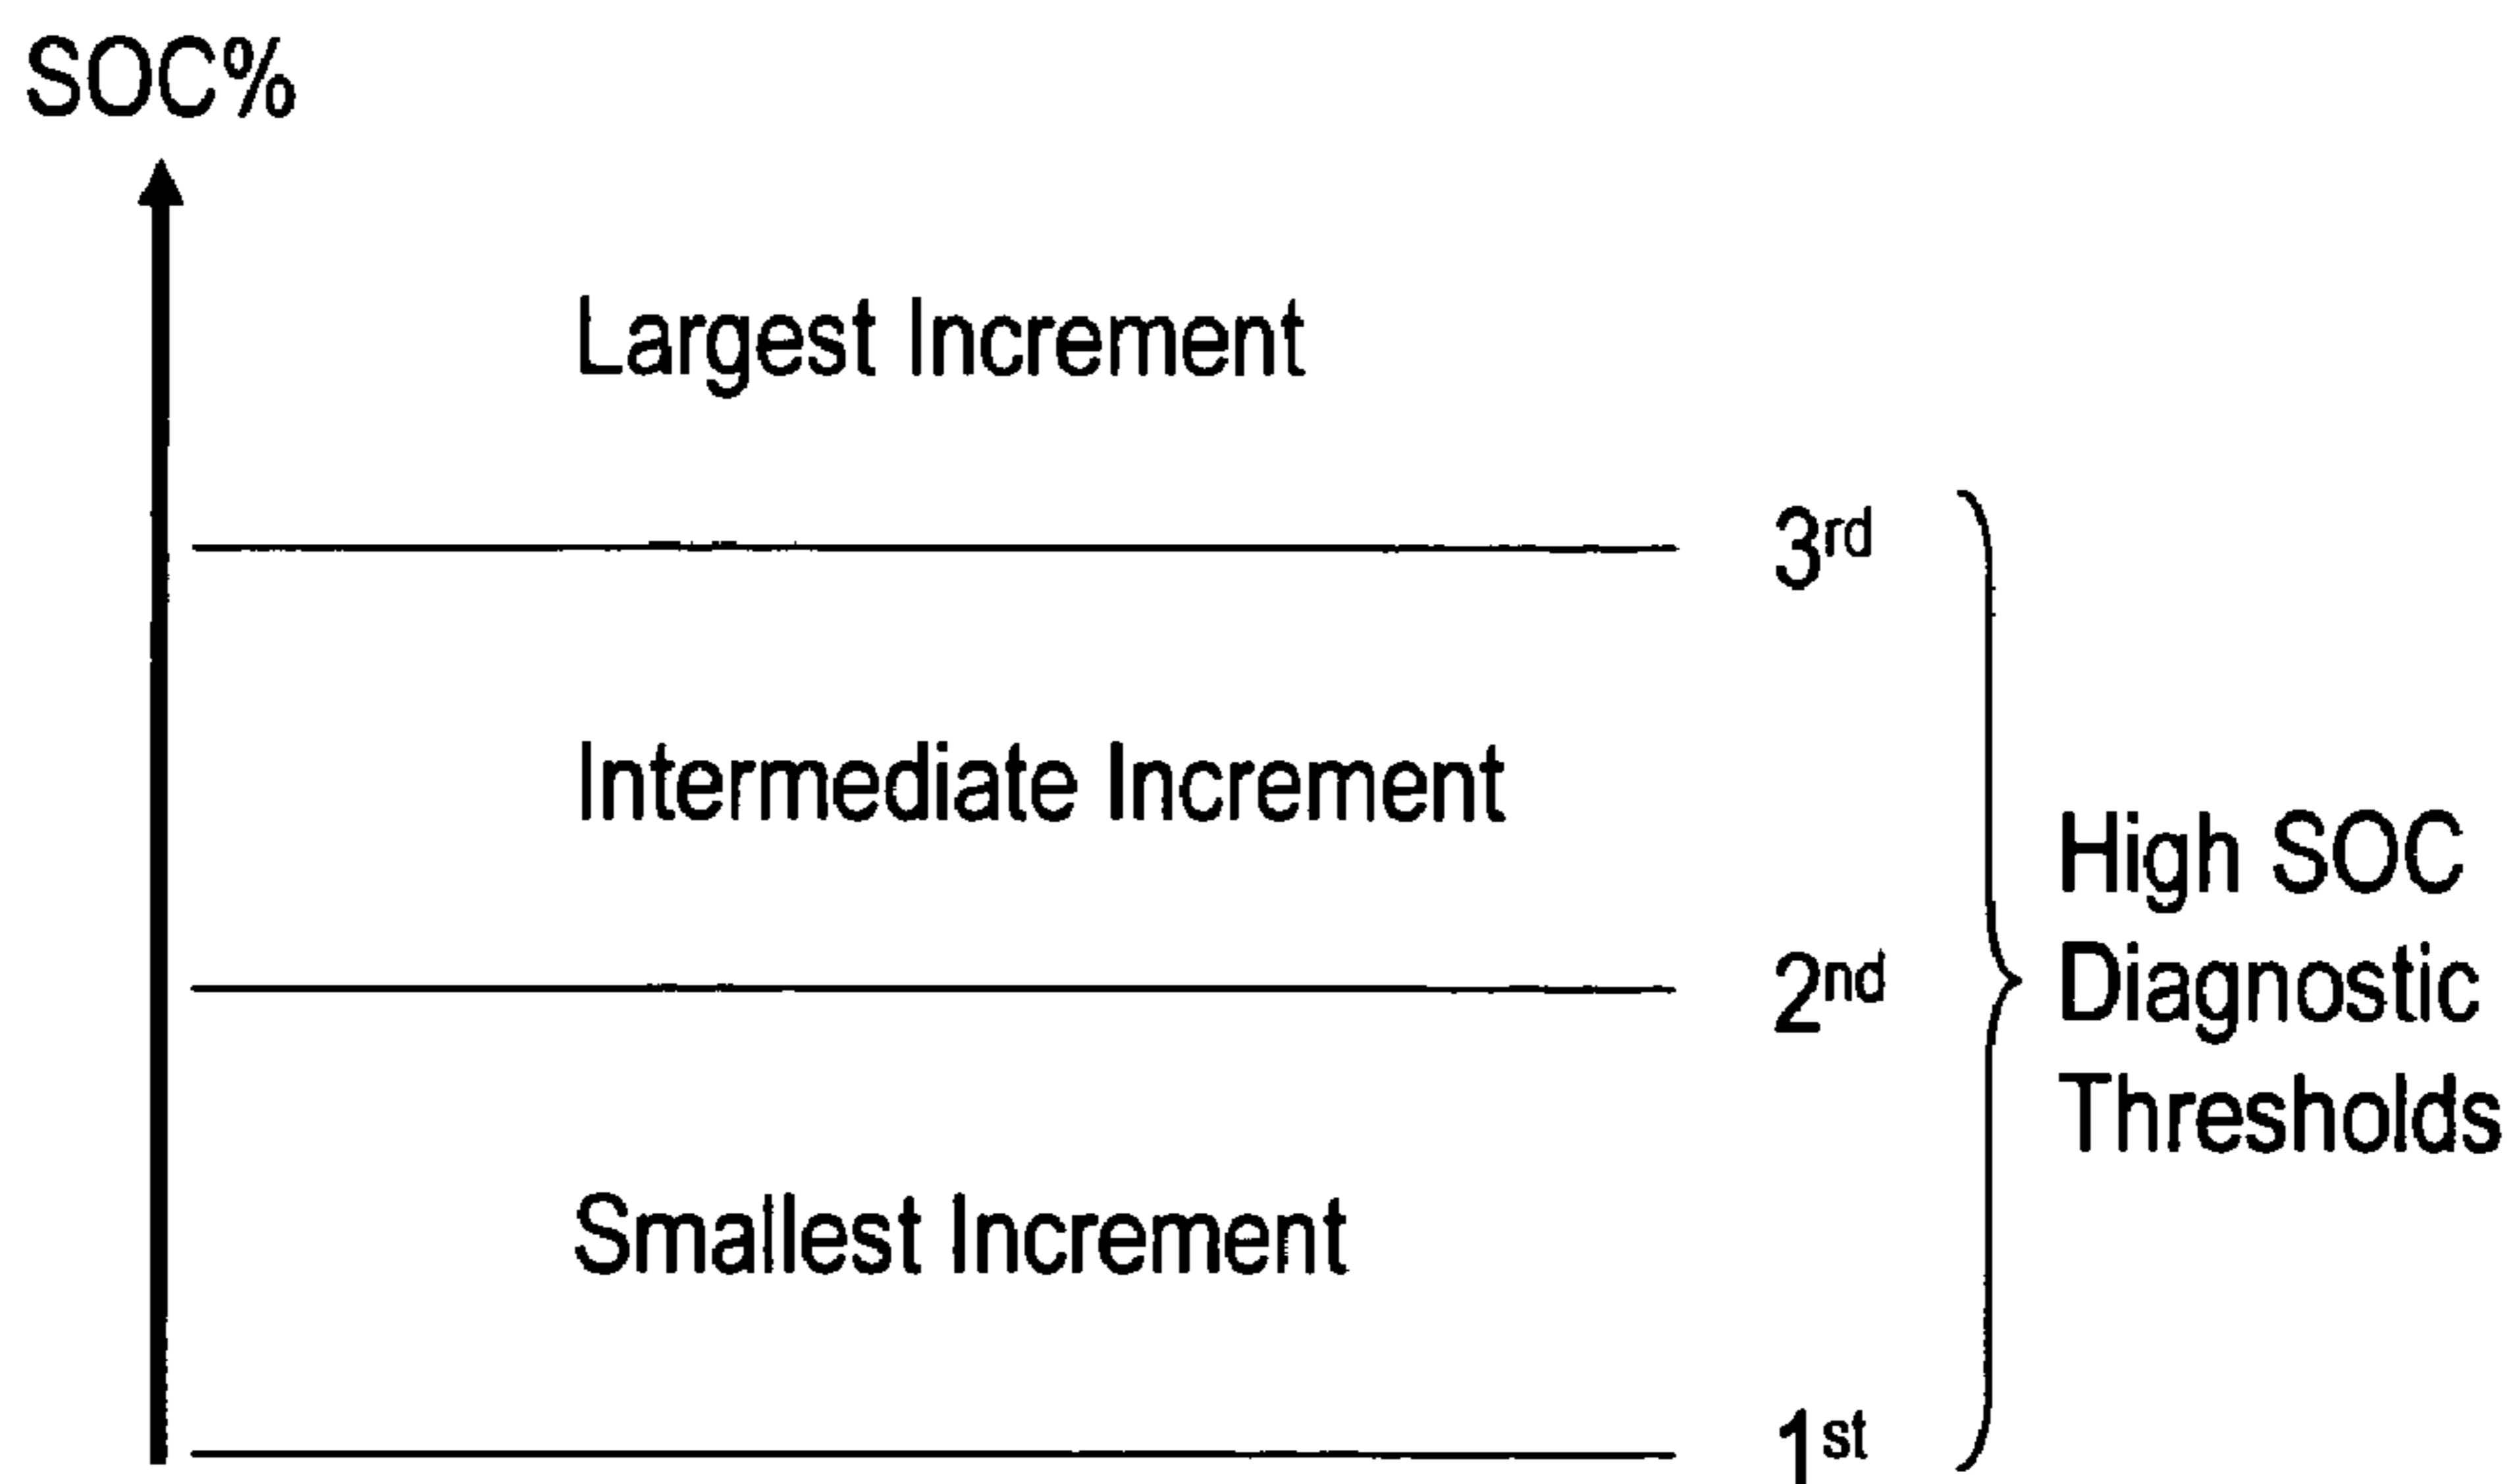 SOC%
Largest Increment
3rd
Intermediate Increment
2nd
Smallest Increment
1st
High SOC
Diagnostic
Thresholds